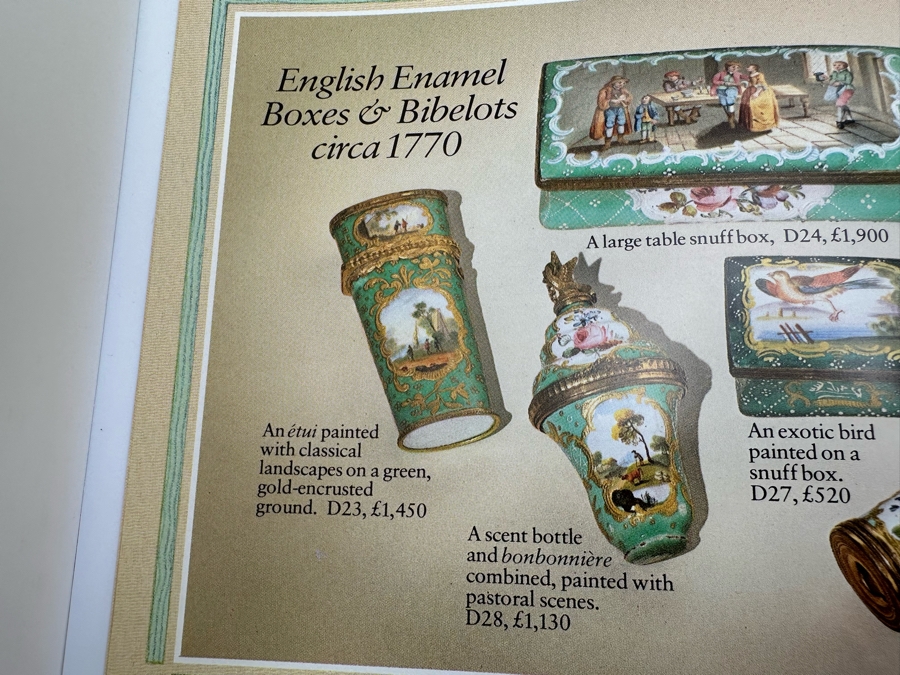 English Enamel
Boxes & Bibelots
circa 1770
A large table snuff box, D24, £1,900
An étui painted
with classical
landscapes on a green,
gold-encrusted
ground. D23, £1,450
A scent bottle
and bonbonnière
combined, painted with
pastoral scenes.
D28, £1,130
An exotic bird
painted on a
snuff box.
D27, £520